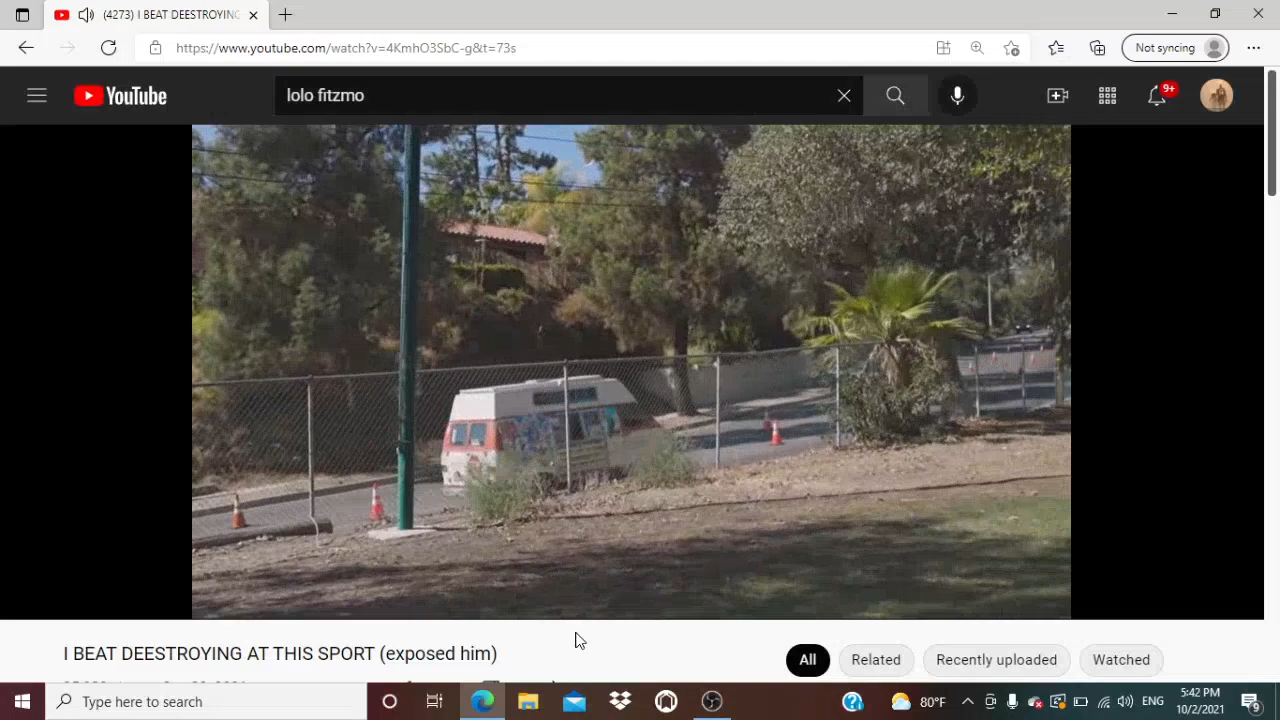 (4273) I BEAT DEESTROYING
https://www.youtube.com/watch?v=4KmhO3SbC-g&t=73s
Not syncing
YouTube
lolo fitzmo
9+
I BEAT DEESTROYING AT THIS SPORT (exposed him)
All
Related
Recently uploaded
Watched
Type here to search
80°F
ENG
5:42 PM
10/2/2021
9